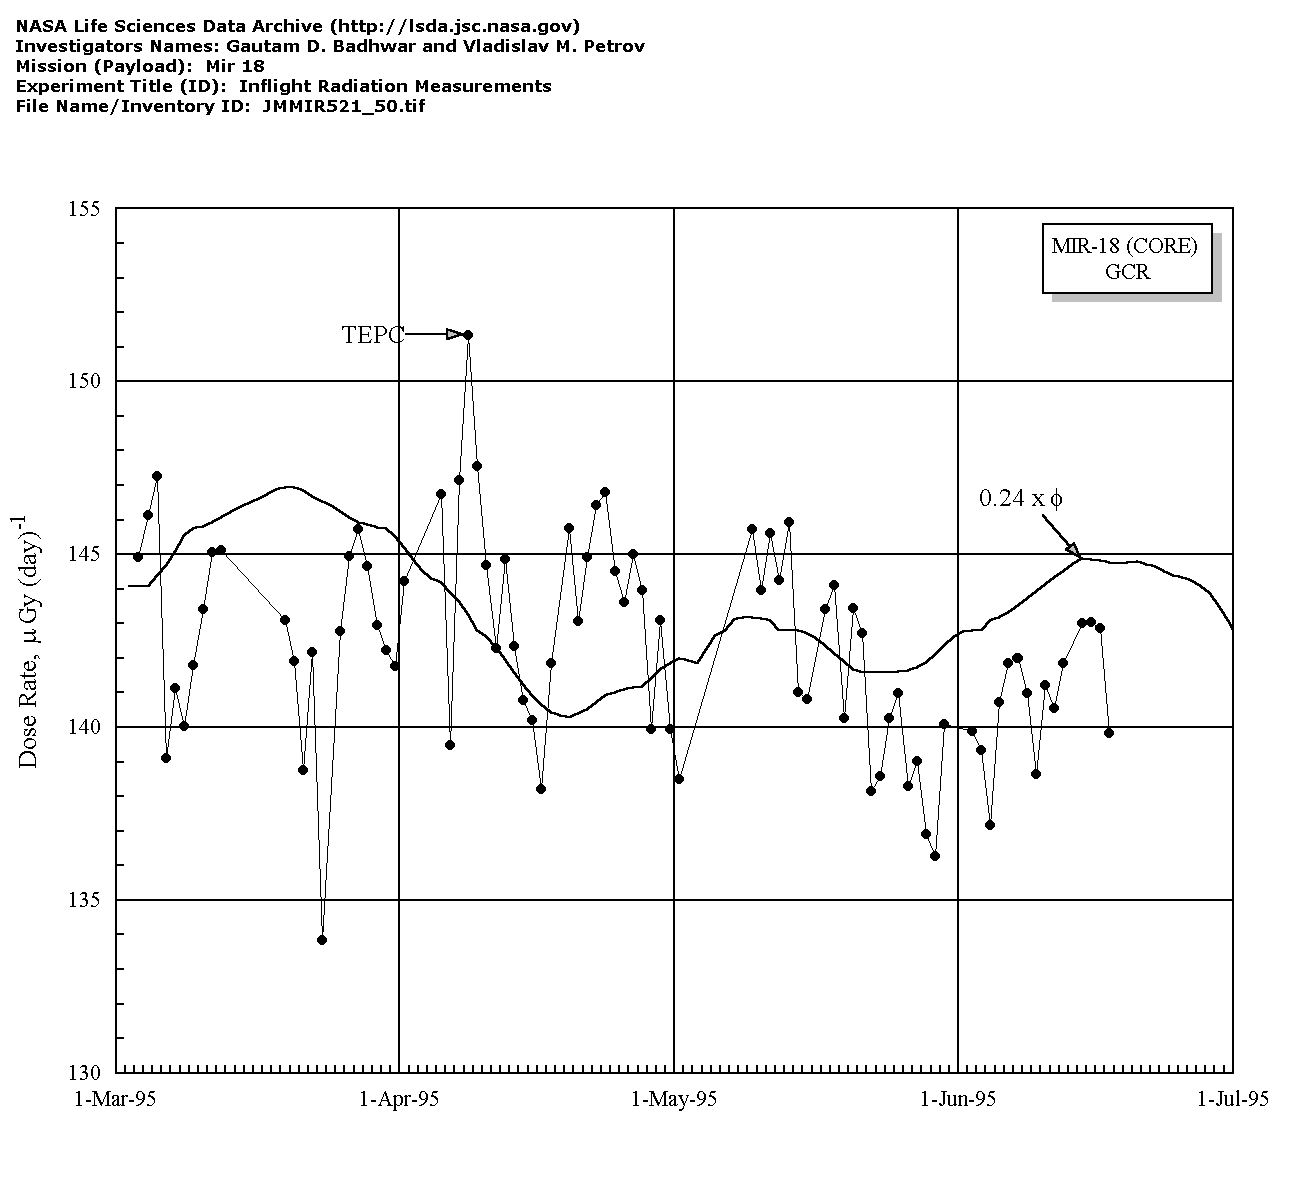 NASA Life Sciences Data Archive (http://lsda.jsc.nasa.gov)
Investigators Names: Gautam D. Badhwar and Vladislav M. Petrov
Mission (Payload):  Mir 18
Experiment Title (ID):  Inflight Radiation Measurements
File Name/Inventory ID:  JMMIR521_50.tif
155
MIR-18 (CORE)
GCR
TEPC
150
0.24 x ϕ
145
Dose Rate, μ Gy (day)⁻¹
140
135
130
1-Mar-95
1-Apr-95
1-May-95
1-Jun-95
1-Jul-95